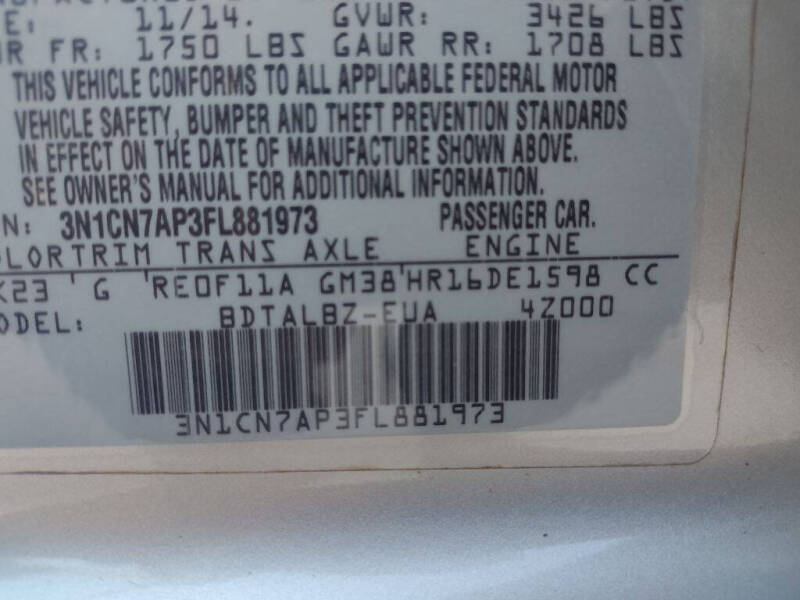 E: 11/14. GVWR: 3426 LBS
WR FR: 1750 LBS GAWR RR: 1708 LBS
THIS VEHICLE CONFORMS TO ALL APPLICABLE FEDERAL MOTOR
VEHICLE SAFETY, BUMPER AND THEFT PREVENTION STANDARDS
IN EFFECT ON THE DATE OF MANUFACTURE SHOWN ABOVE.
SEE OWNER'S MANUAL FOR ADDITIONAL INFORMATION.
N: 3N1CN7AP3FL881973 PASSENGER CAR.
OLORTRIM TRANS AXLE ENGINE
K23 ' G RE0F11A GM38'HR16DE1598 CC
ODEL: BDTALBZ-EUA 4Z000
3N1CN7AP3FL881973